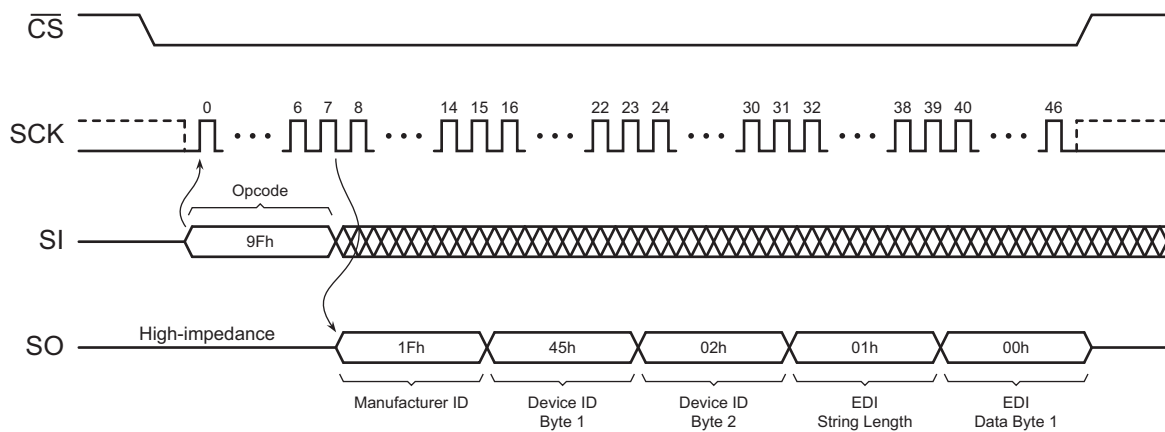 CS
0 6 7 8 14 15 16 22 23 24 30 31 32 38 39 40 46
SCK
Opcode
SI
9Fh
High-impedance
SO
1Fh 45h 02h 01h 00h
Manufacturer ID
Device ID
Byte 1
Device ID
Byte 2
EDI
String Length
EDI
Data Byte 1